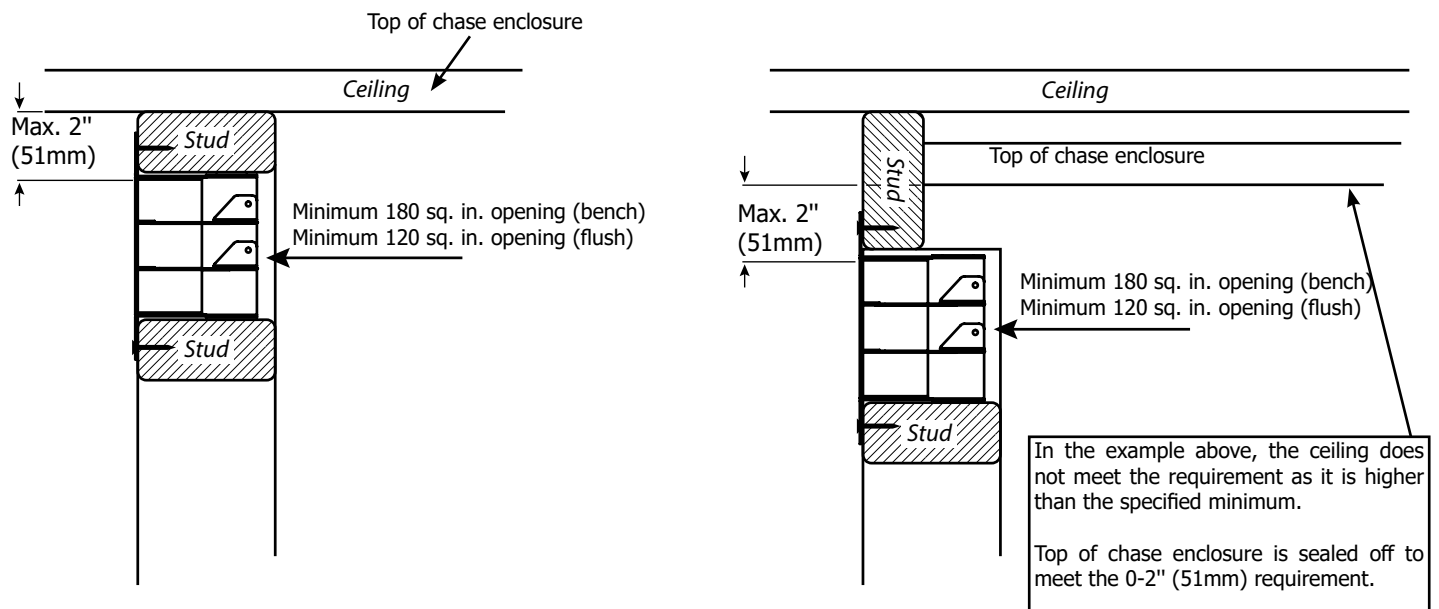 Top of chase enclosure
Ceiling
Max. 2"
(51mm)
Stud
Minimum 180 sq. in. opening (bench)
Minimum 120 sq. in. opening (flush)
Stud
Ceiling
Top of chase enclosure
Stud
Max. 2"
(51mm)
Minimum 180 sq. in. opening (bench)
Minimum 120 sq. in. opening (flush)
Stud
In the example above, the ceiling does
not meet the requirement as it is higher
than the specified minimum.
Top of chase enclosure is sealed off to
meet the 0-2" (51mm) requirement.